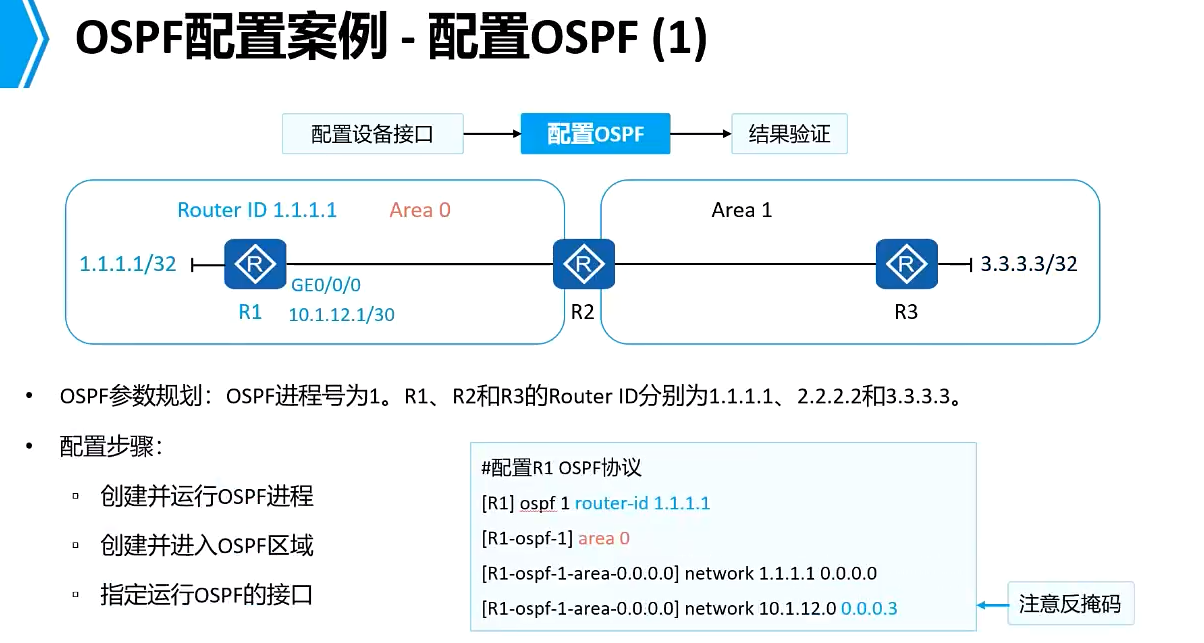 OSPF配置案例 - 配置OSPF (1)
配置设备接口
配置OSPF
结果验证
Router ID 1.1.1.1
Area 0
Area 1
1.1.1.1/32
R
R
R
3.3.3.3/32
GE0/0/0
R1
10.1.12.1/30
R2
R3
• OSPF参数规划：OSPF进程号为1。R1、R2和R3的Router ID分别为1.1.1.1、2.2.2.2和3.3.3.3。
• 配置步骤：
▫ 创建并运行OSPF进程
▫ 创建并进入OSPF区域
▫ 指定运行OSPF的接口
#配置R1 OSPF协议
[R1] ospf 1 router-id 1.1.1.1
[R1-ospf-1] area 0
[R1-ospf-1-area-0.0.0.0] network 1.1.1.1 0.0.0.0
[R1-ospf-1-area-0.0.0.0] network 10.1.12.0 0.0.0.3
注意反掩码